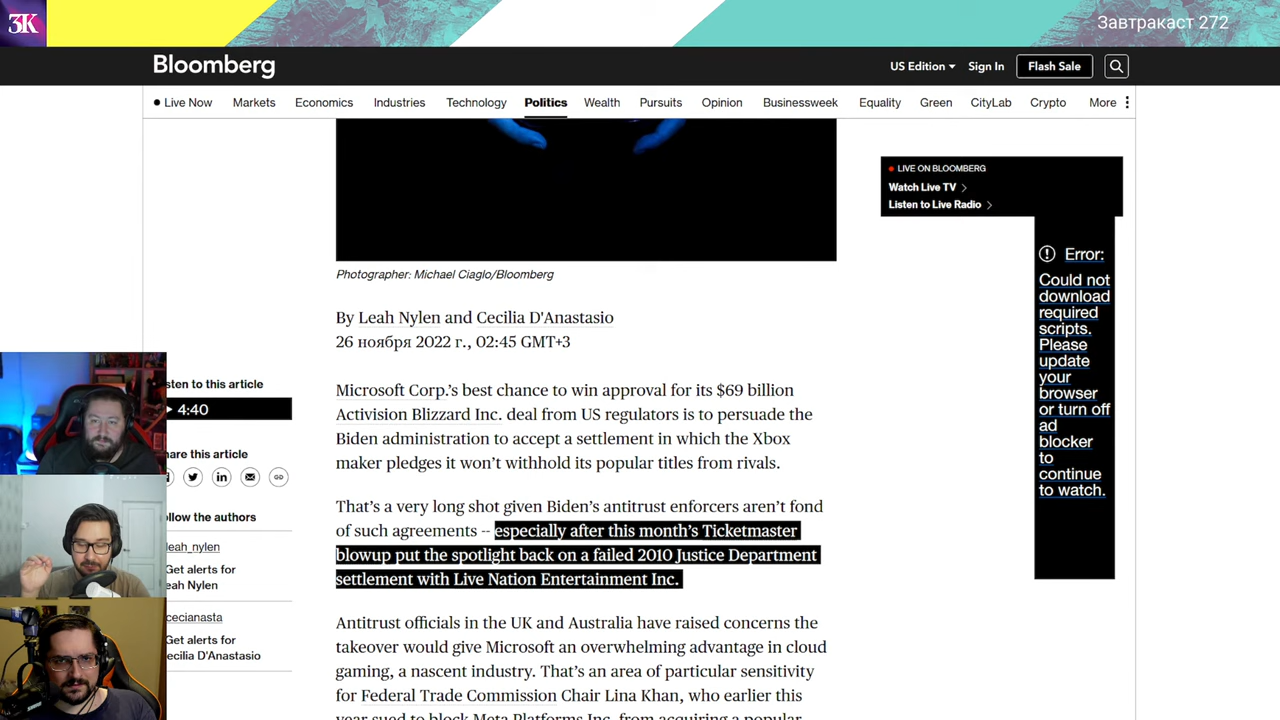 3K
Завтракаст 272
Bloomberg
US Edition
Sign In
Flash Sale
Live Now
Markets
Economics
Industries
Technology
Politics
Wealth
Pursuits
Opinion
Businessweek
Equality
Green
CityLab
Crypto
More
LIVE ON BLOOMBERG
Watch Live TV
Listen to Live Radio
Error:
Could not
download
required
scripts.
Please
update
your
browser
or turn off
ad
blocker
to
continue
to watch.
Photographer: Michael Ciaglo/Bloomberg
By Leah Nylen and Cecilia D'Anastasio
26 ноября 2022 г., 02:45 GMT+3
sten to this article
4:40
hare this article
ollow the authors
leah_nylen
Get alerts for
eah Nylen
cecianasta
Get alerts for
ecilia D'Anastasio
Microsoft Corp.’s best chance to win approval for its $69 billion
Activision Blizzard Inc. deal from US regulators is to persuade the
Biden administration to accept a settlement in which the Xbox
maker pledges it won’t withhold its popular titles from rivals.
That’s a very long shot given Biden’s antitrust enforcers aren’t fond
of such agreements -- especially after this month’s Ticketmaster
blowup put the spotlight back on a failed 2010 Justice Department
settlement with Live Nation Entertainment Inc.
Antitrust officials in the UK and Australia have raised concerns the
takeover would give Microsoft an overwhelming advantage in cloud
gaming, a nascent industry. That’s an area of particular sensitivity
for Federal Trade Commission Chair Lina Khan, who earlier this
year sued to block Meta Platforms Inc. from acquiring a popular